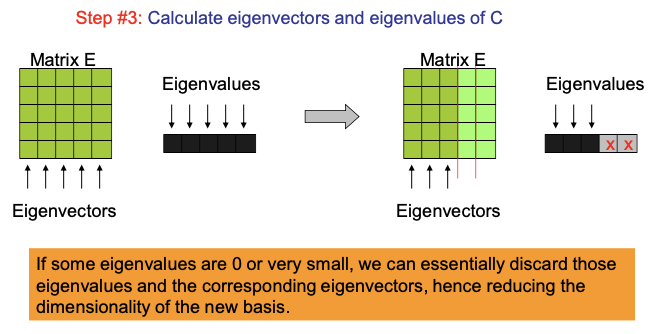 Step #3: Calculate eigenvectors and eigenvalues of C
Matrix E
Eigenvalues
Eigenvectors
Matrix E
Eigenvalues
X X
Eigenvectors
If some eigenvalues are 0 or very small, we can essentially discard those
eigenvalues and the corresponding eigenvectors, hence reducing the
dimensionality of the new basis.